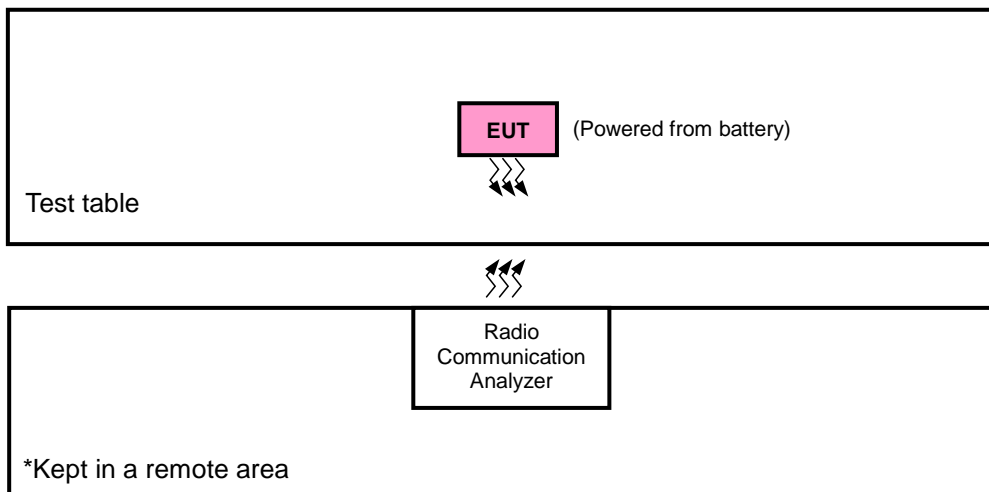 EUT
(Powered from battery)
Test table
Radio
Communication
Analyzer
*Kept in a remote area